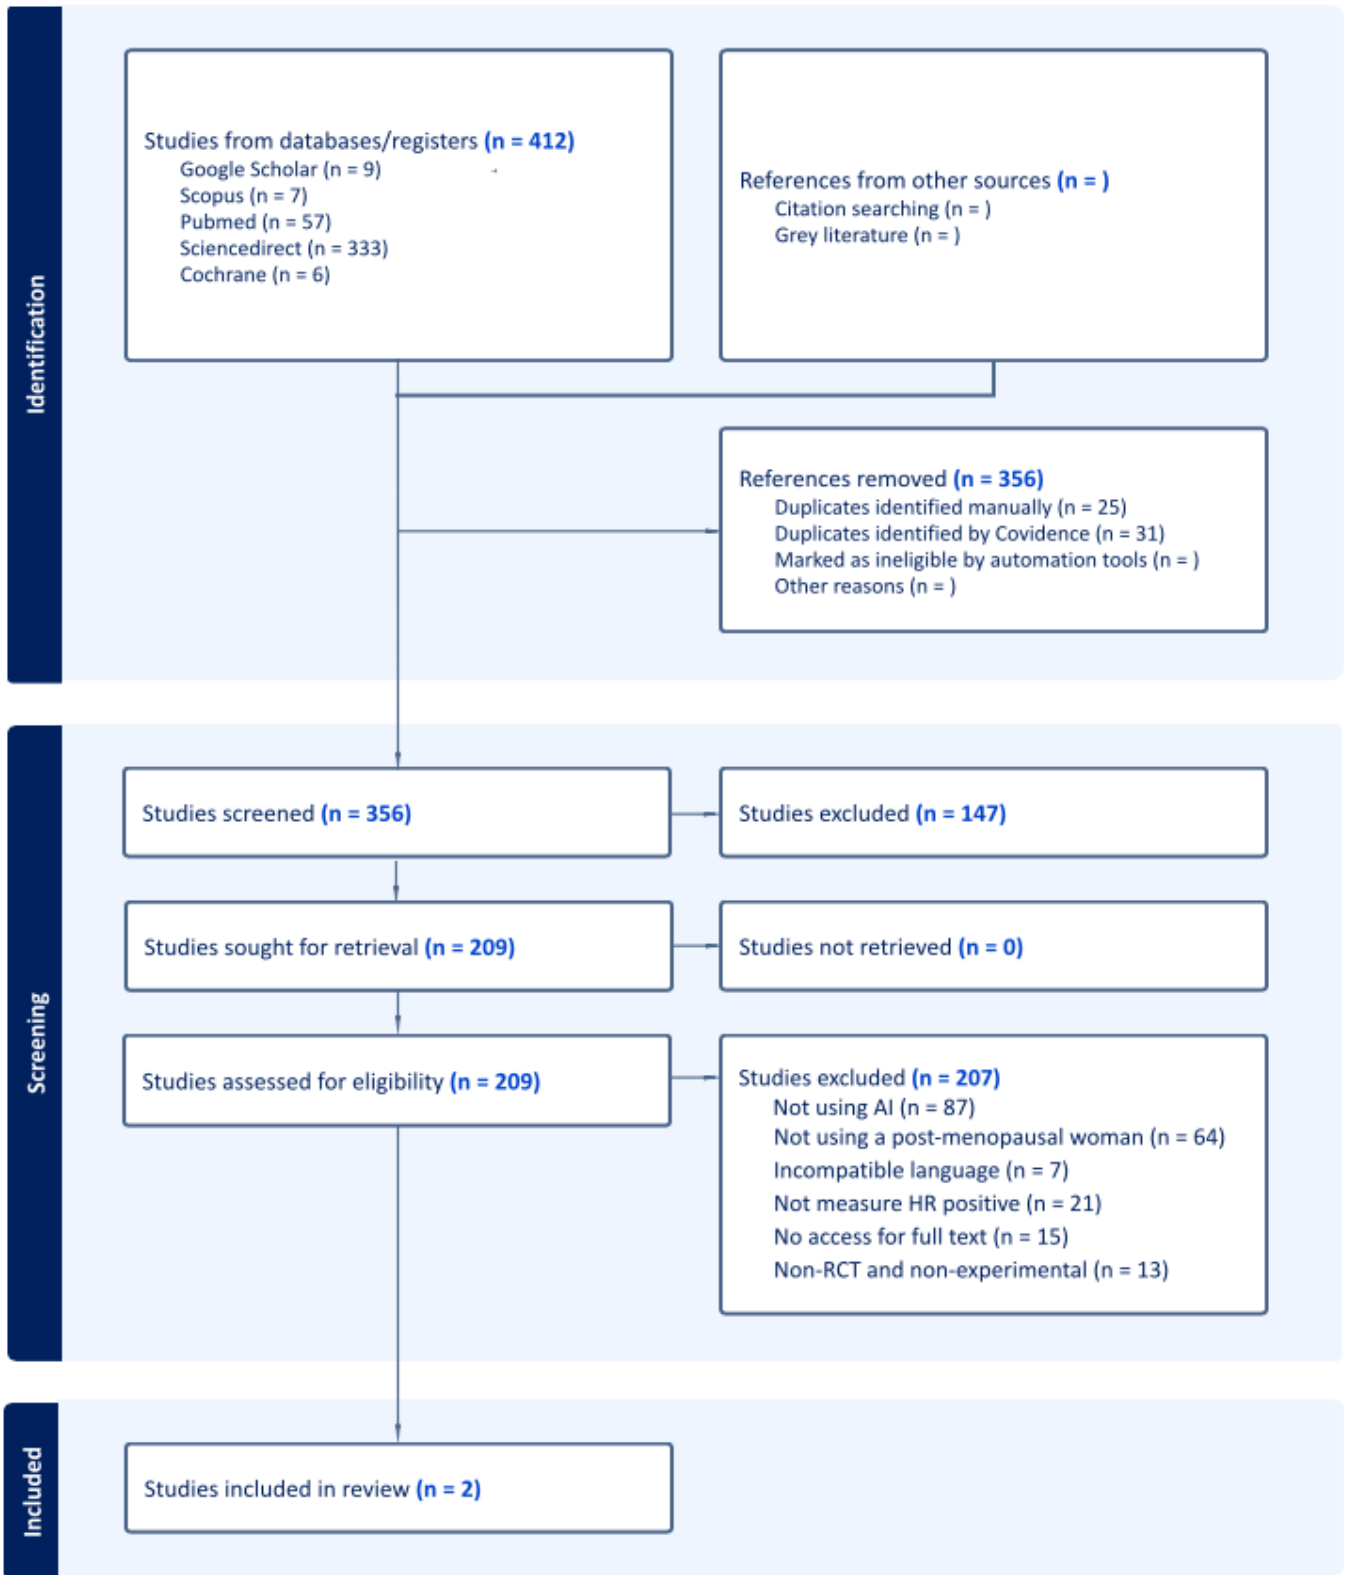 Identification
Studies from databases/registers (n = 412)
Google Scholar (n = 9)
Scopus (n = 7)
Pubmed (n = 57)
Sciencedirect (n = 333)
Cochrane (n = 6)
References from other sources (n = )
Citation searching (n = )
Grey literature (n = )
References removed (n = 356)
Duplicates identified manually (n = 25)
Duplicates identified by Covidence (n = 31)
Marked as ineligible by automation tools (n = )
Other reasons (n = )
Screening
Studies screened (n = 356)
Studies excluded (n = 147)
Studies sought for retrieval (n = 209)
Studies not retrieved (n = 0)
Studies assessed for eligibility (n = 209)
Studies excluded (n = 207)
Not using AI (n = 87)
Not using a post-menopausal woman (n = 64)
Incompatible language (n = 7)
Not measure HR positive (n = 21)
No access for full text (n = 15)
Non-RCT and non-experimental (n = 13)
Included
Studies included in review (n = 2)